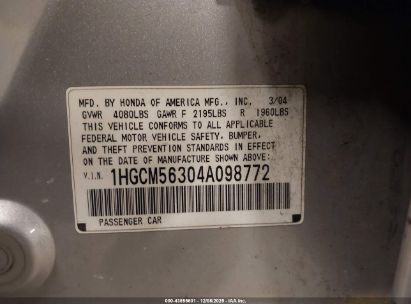 MFD. BY HONDA OF AMERICA MFG., INC. 3/04
GVWR 4080LBS GAWR F 2195LBS R 1960LBS
THIS VEHICLE CONFORMS TO ALL APPLICABLE
FEDERAL MOTOR VEHICLE SAFETY, BUMPER,
AND THEFT PREVENTION STANDARDS IN EFFECT
ON THE DATE OF MANUFACTURE SHOWN ABOVE:
V.I.N. 1HGCM56304A098772
PASSENGER CAR